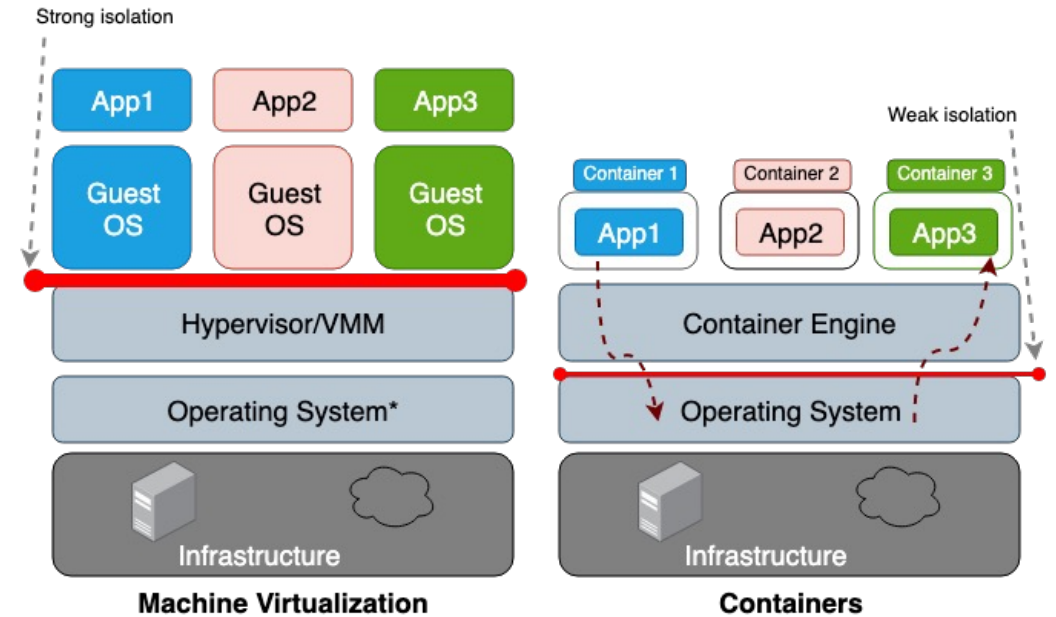 Strong isolation
App1
App2
App3
Guest
OS
Guest
OS
Guest
OS
Hypervisor/VMM
Operating System*
Infrastructure
Machine Virtualization
Weak isolation
Container 1
Container 2
Container 3
App1
App2
App3
Container Engine
Operating System
Infrastructure
Containers